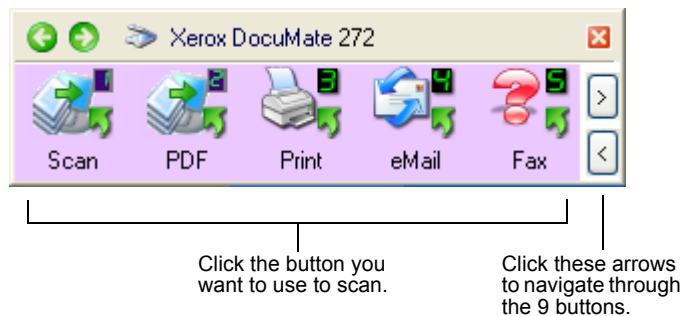 Xerox DocuMate 272
1 2 3 4 5
> 
Scan PDF Print eMail Fax
<
Click the button you
want to use to scan.
Click these arrows
to navigate through
the 9 buttons.